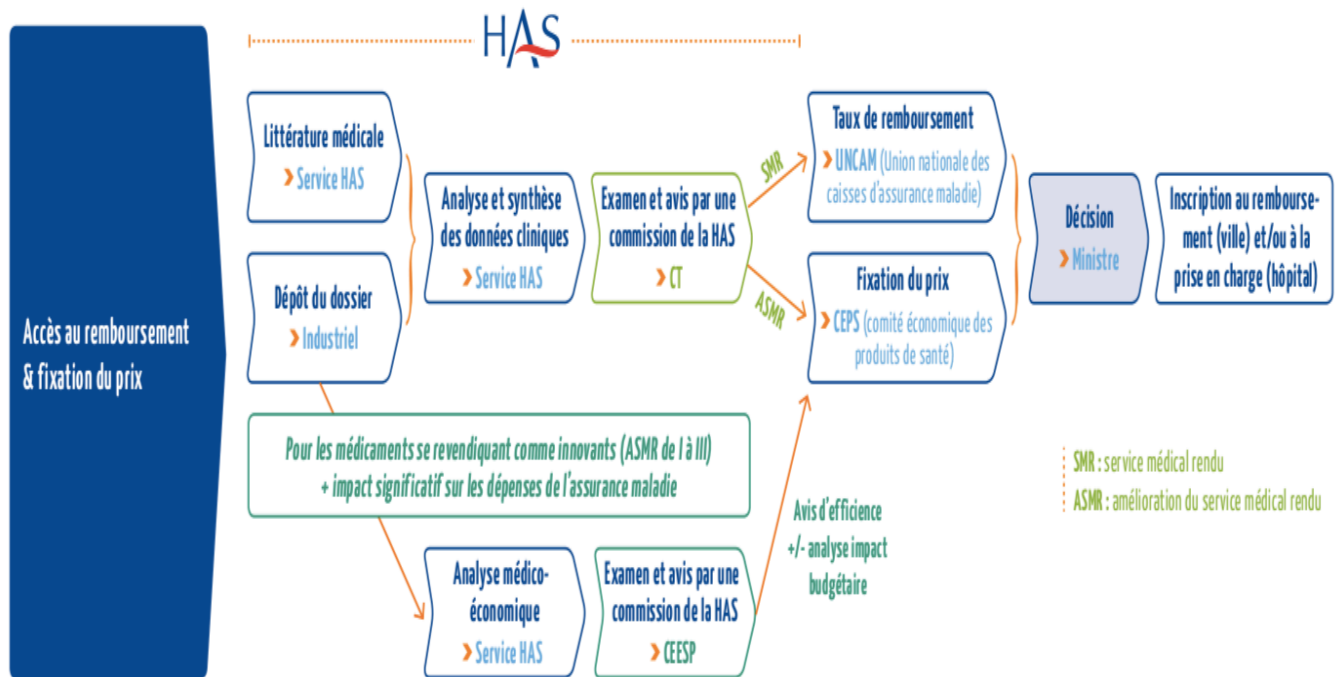 HAS
Accès au remboursement
& fixation du prix
Littérature médicale
Service HAS
Dépôt du dossier
Industriel
Analyse et synthèse
des données cliniques
Service HAS
Examen et avis par une
commission de la HAS
CT
SMR
ASMR
Taux de remboursement
UNCAM (Union nationale des
caisses d'assurance maladie)
Fixation du prix
CEPS (comité économique des
produits de santé)
Décision
Ministre
Inscription au rembourse-
ment (ville) et/ou à la
prise en charge (hôpital)
Pour les médicaments se revendiquant comme innovants (ASMR de I à III)
+ impact significatif sur les dépenses de l'assurance maladie
Analyse médico-
économique
Service HAS
Examen et avis par une
commission de la HAS
CEESP
Avis d'efficience
+/- analyse impact
budgétaire
SMR : service médical rendu
ASMR : amélioration du service médical rendu